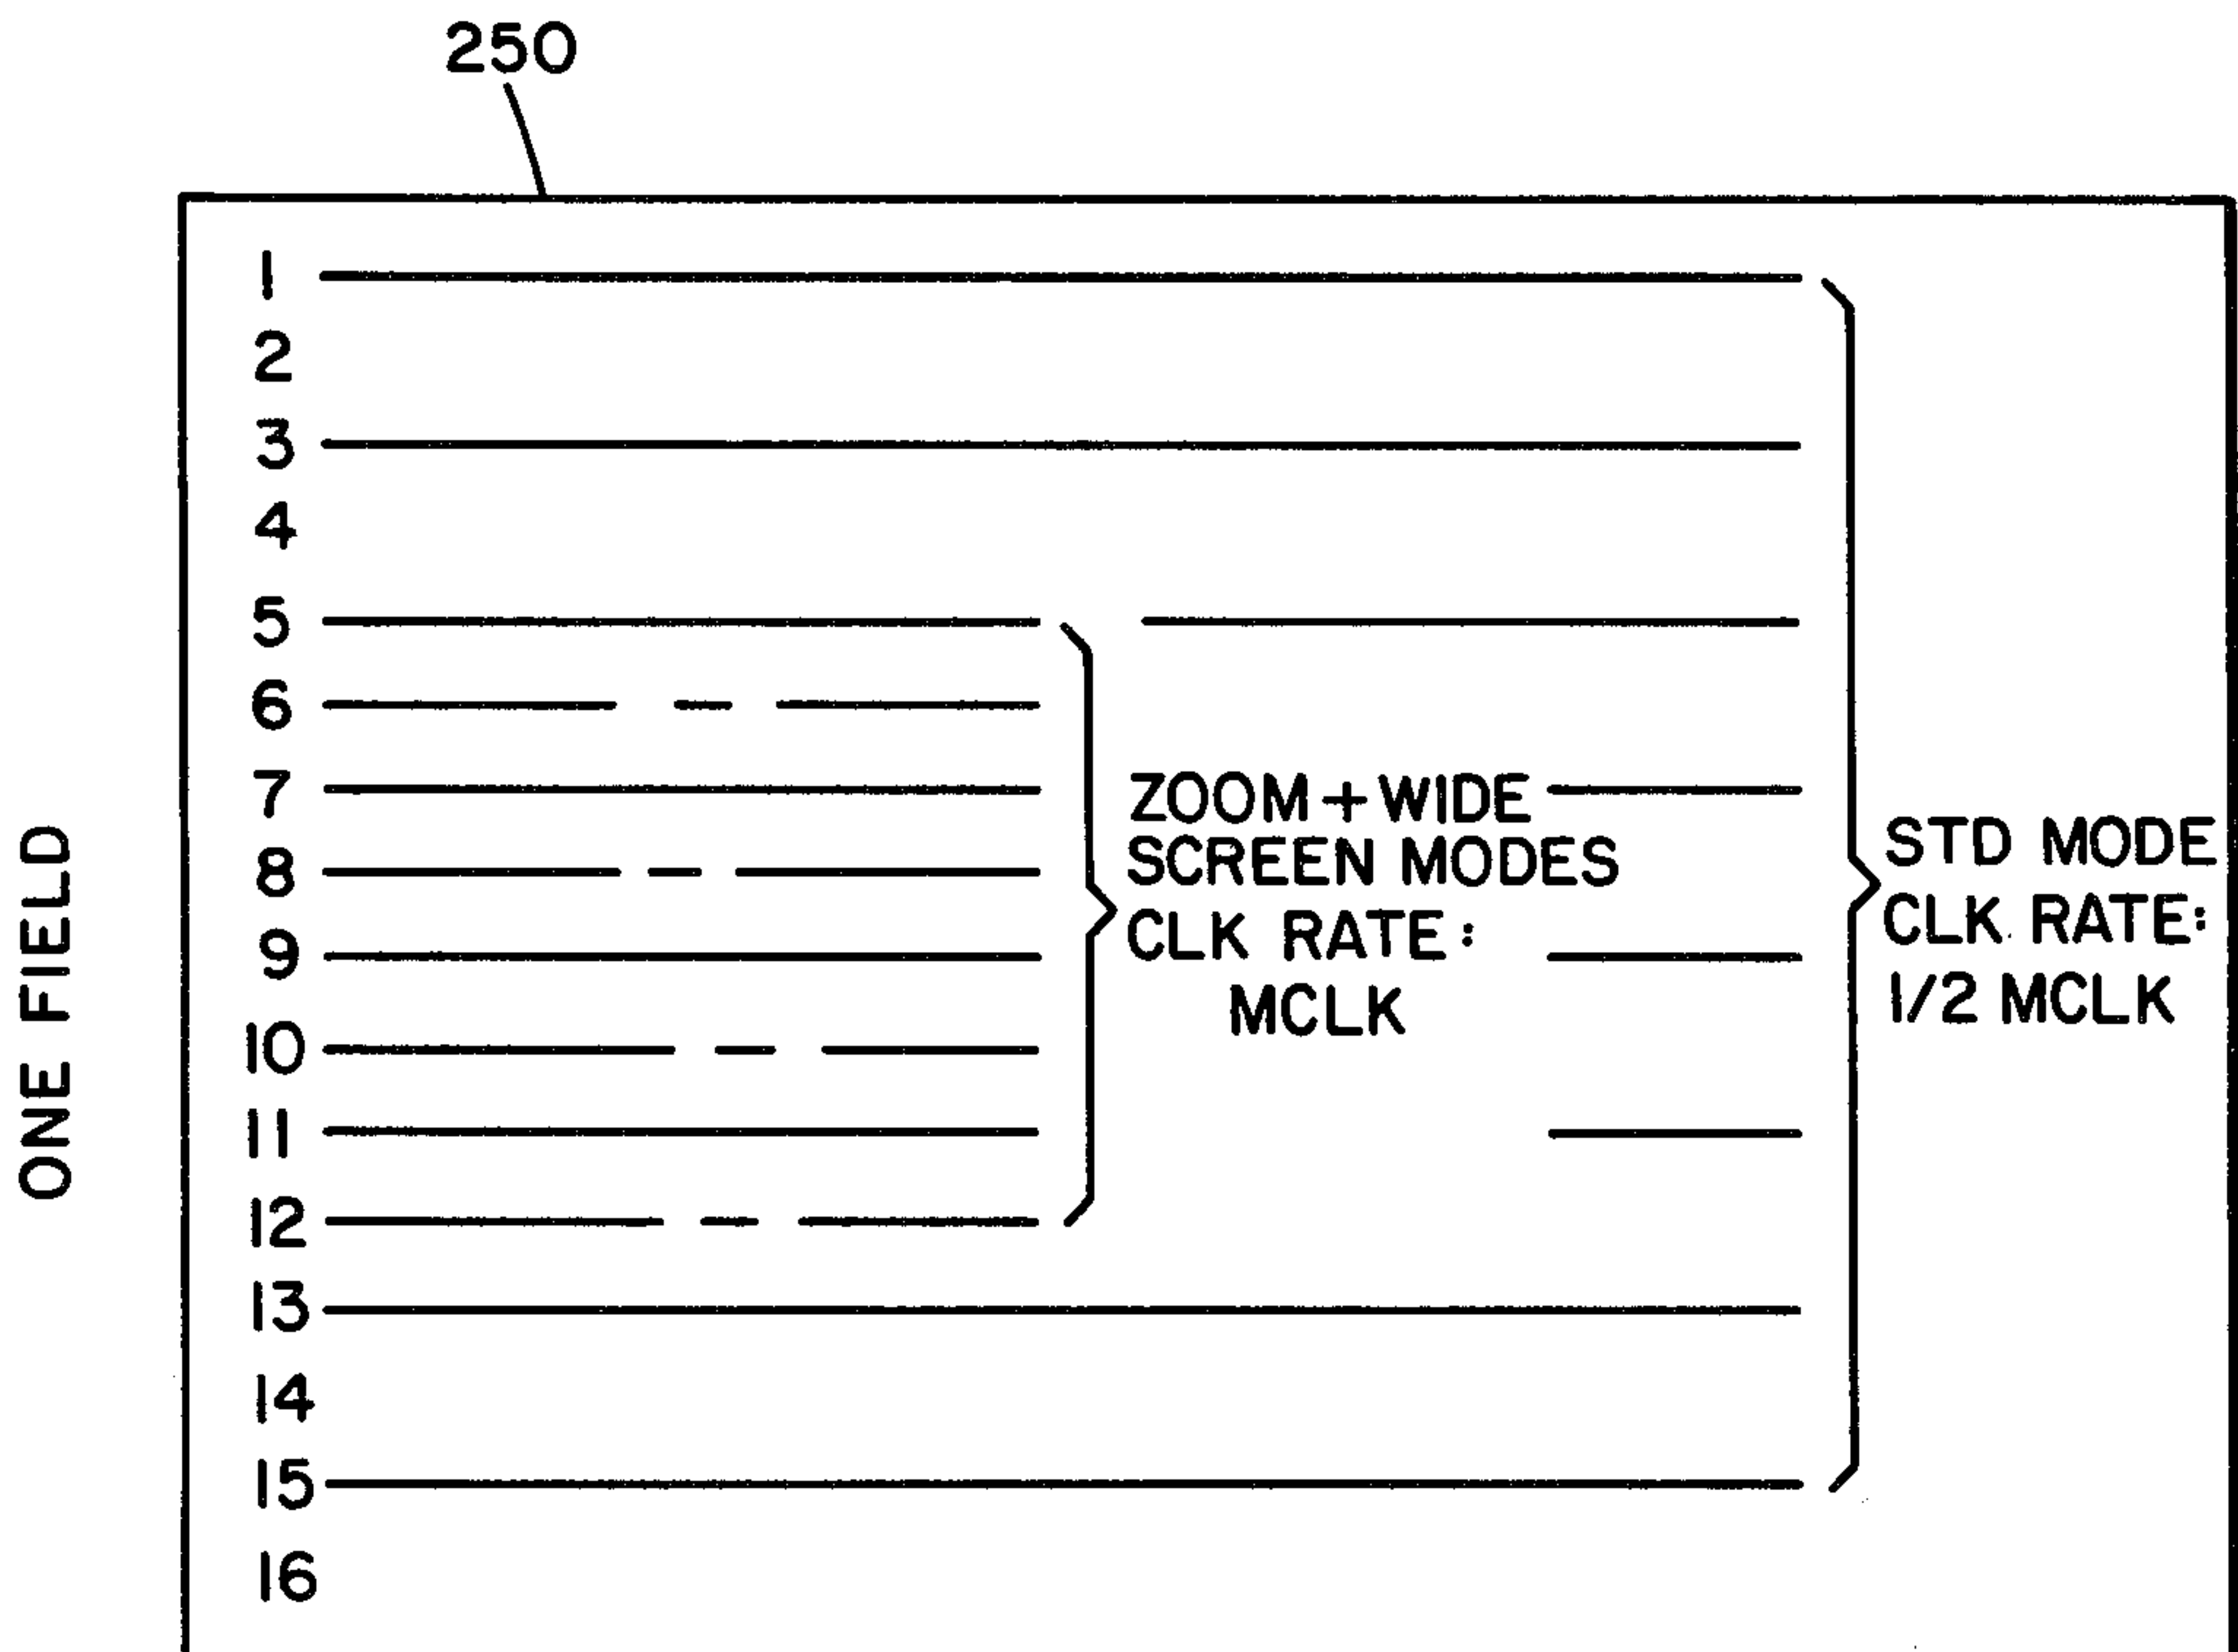 250
1
2
3
4
5
6
7
8
9
10
11
12
13
14
15
16
ZOOM + WIDE
SCREEN MODES
CLK RATE:
MCLK
STD MODE
CLK RATE:
1/2 MCLK
ONE FIELD